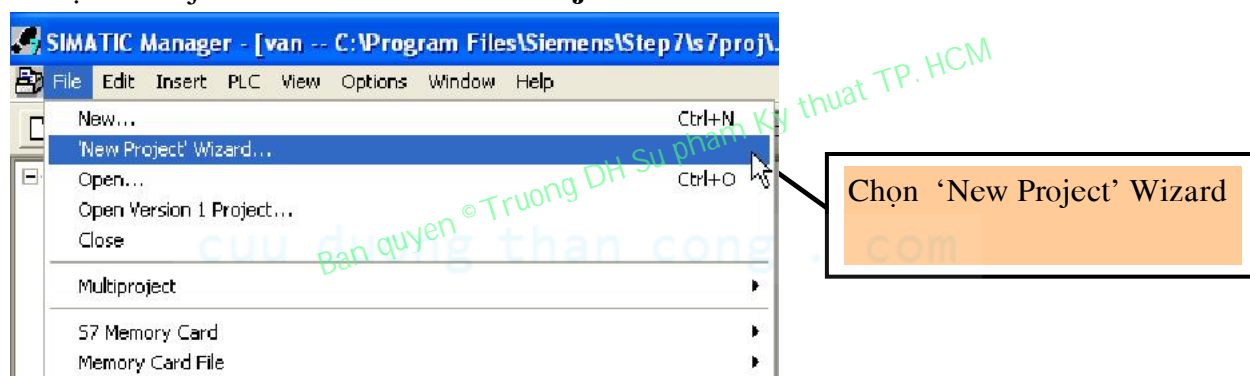 SIMATIC Manager - [van -- C:\Program Files\Siemens\Step7\s7proj\.
File Edit Insert PLC View Options Window Help
New... Ctrl+N
'New Project' Wizard...
Open... Ctrl+O
Open Version 1 Project...
Close
Multiproject
S7 Memory Card
Memory Card File
Chọn ‘New Project’ Wizard
Ban quyen © Truong DH Su pham Ky thuat TP. HCM
cuu duong than cong . com